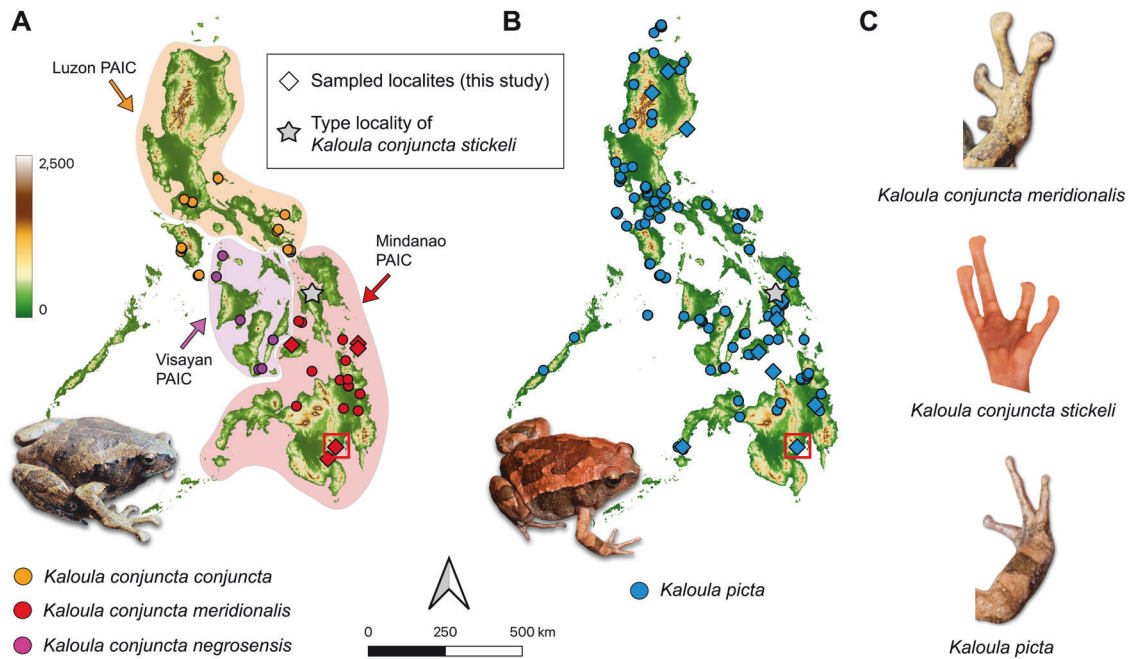 A
Luzon PAIC
Sampled localites (this study)
Type locality of
Kaloula conjuncta stickeli
2,500
0
Mindanao
PAIC
Visayan
PAIC
Kaloula conjuncta conjuncta
Kaloula conjuncta meridionalis
Kaloula conjuncta negrosensis
0 250 500 km
B
Kaloula picta
C
Kaloula conjuncta meridionalis
Kaloula conjuncta stickeli
Kaloula picta